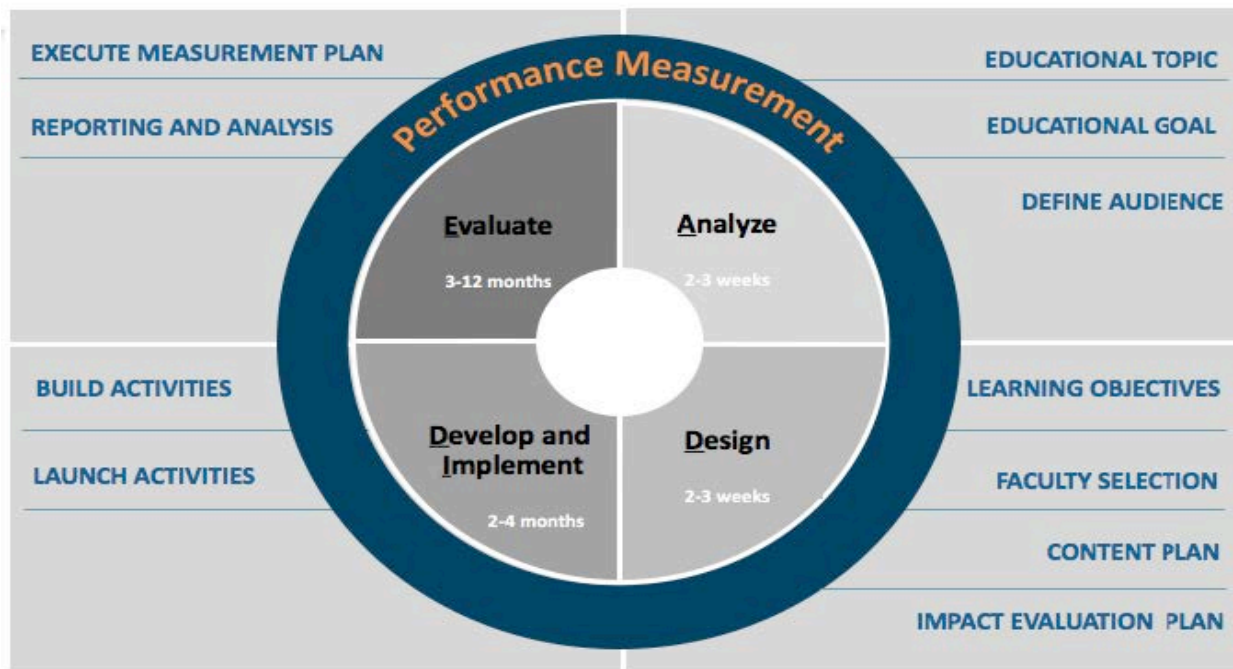 Performance Measurement
EXECUTE MEASUREMENT PLAN
REPORTING AND ANALYSIS
EDUCATIONAL TOPIC
EDUCATIONAL GOAL
DEFINE AUDIENCE
Evaluate
3-12 months
Analyze
2-3 weeks
BUILD ACTIVITIES
LAUNCH ACTIVITIES
Develop and
Implement
2-4 months
Design
2-3 weeks
LEARNING OBJECTIVES
FACULTY SELECTION
CONTENT PLAN
IMPACT EVALUATION PLAN